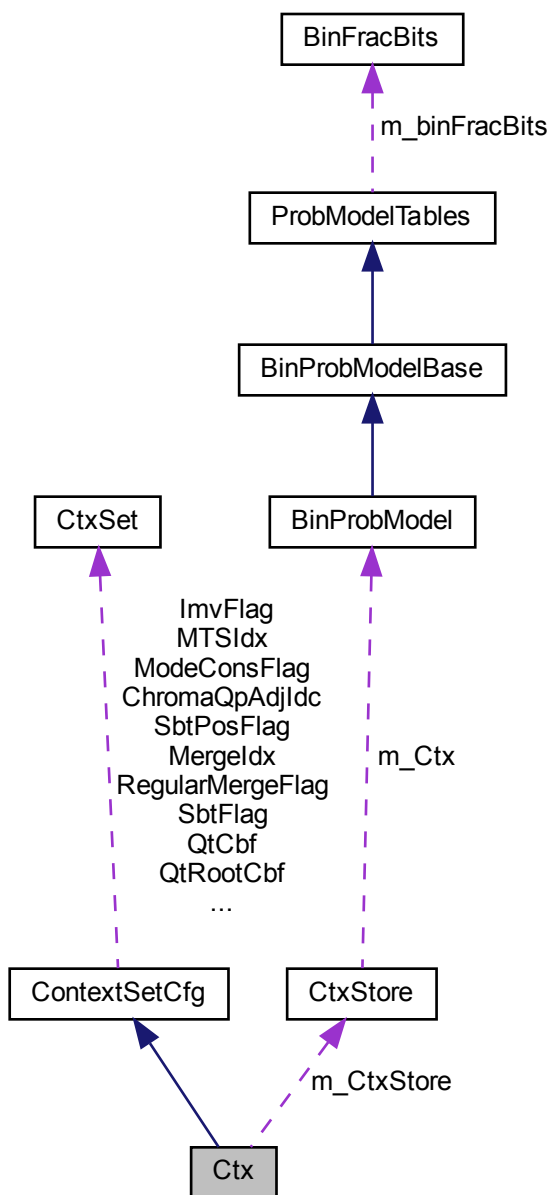 BinFracBits
m_binFracBits
ProbModelTables
BinProbModelBase
CtxSet
BinProbModel
ImvFlag
MTSIdx
ModeConsFlag
ChromaQpAdjIdc
SbtPosFlag
MergeIdx
RegularMergeFlag
SbtFlag
QtCbf
QtRootCbf
...
m_Ctx
ContextSetCfg
CtxStore
m_CtxStore
Ctx